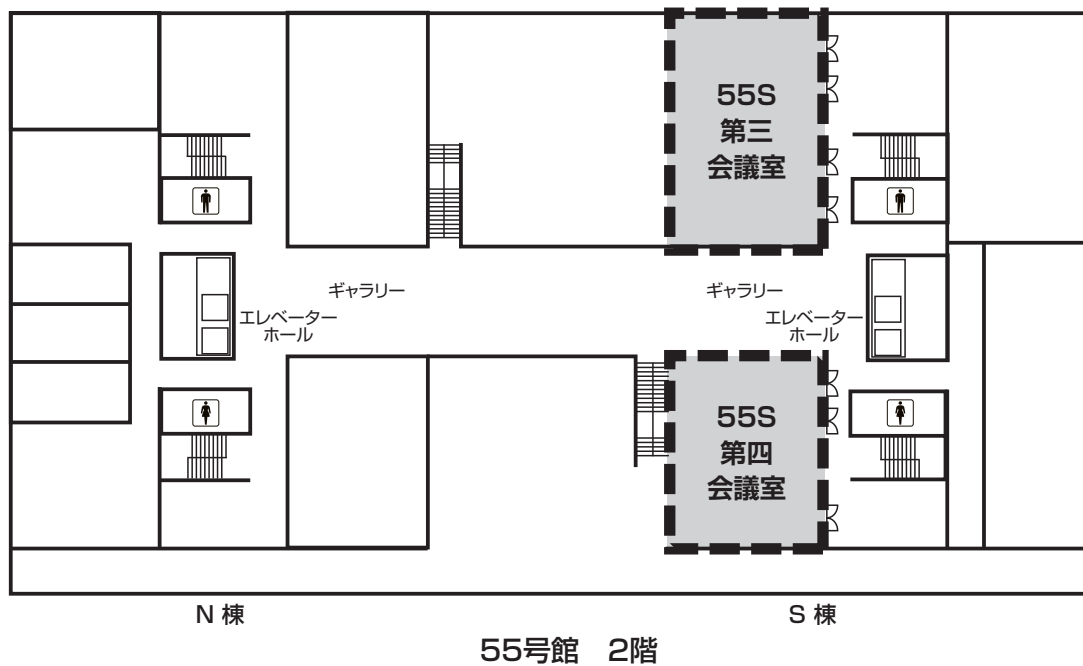 55S
第三
会議室
ギャラリー
ギャラリー
エレベーター
ホール
エレベーター
ホール
55S
第四
会議室
N 棟
S 棟
55号館　2階